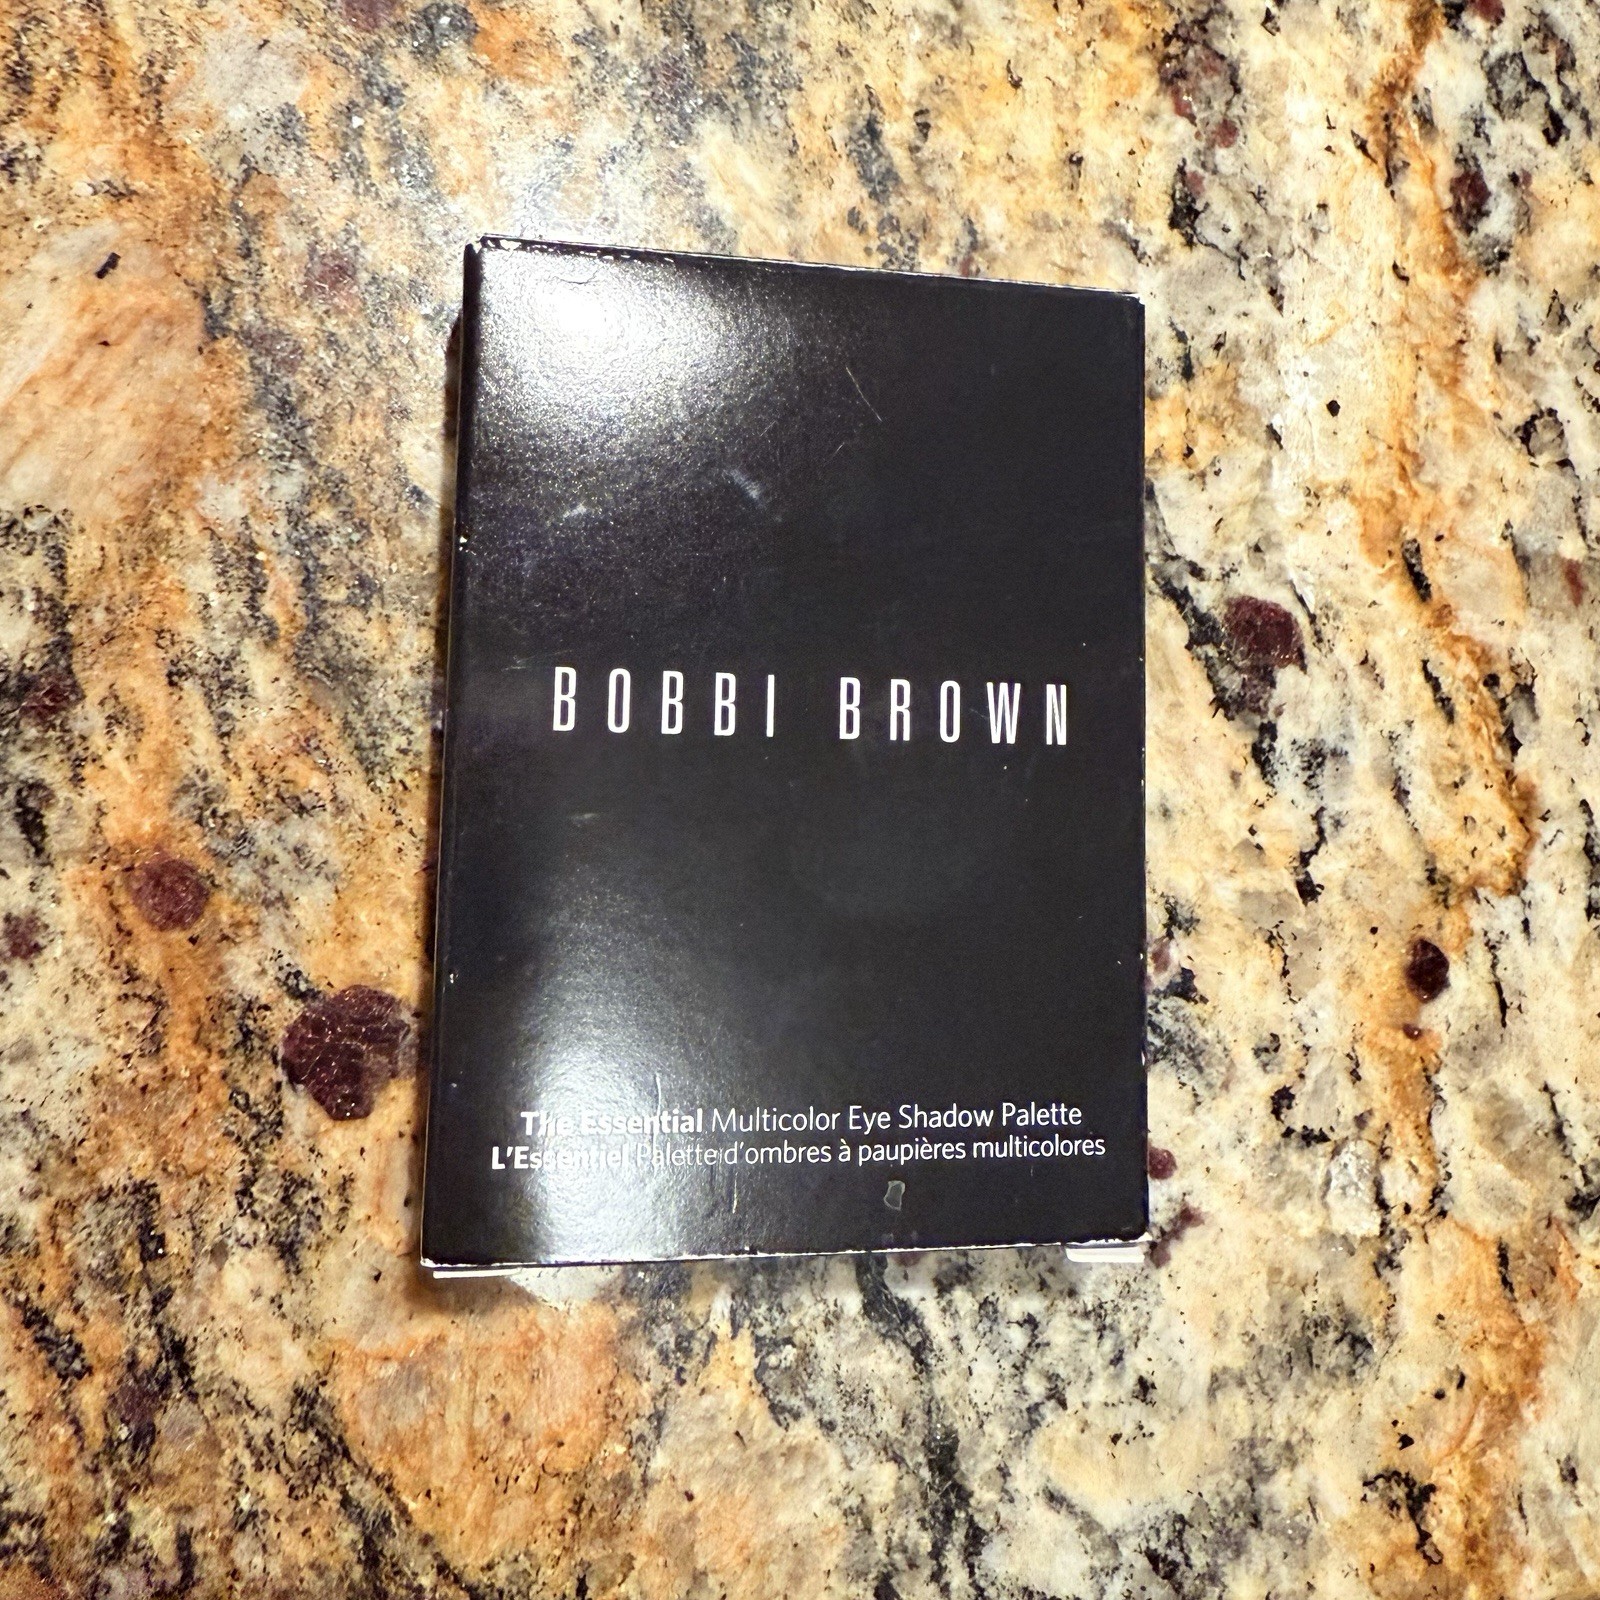 BOBBI BROWN
The Essential Multicolor Eye Shadow Palette
L'Essentiel Palette d'ombres à paupières multicolores